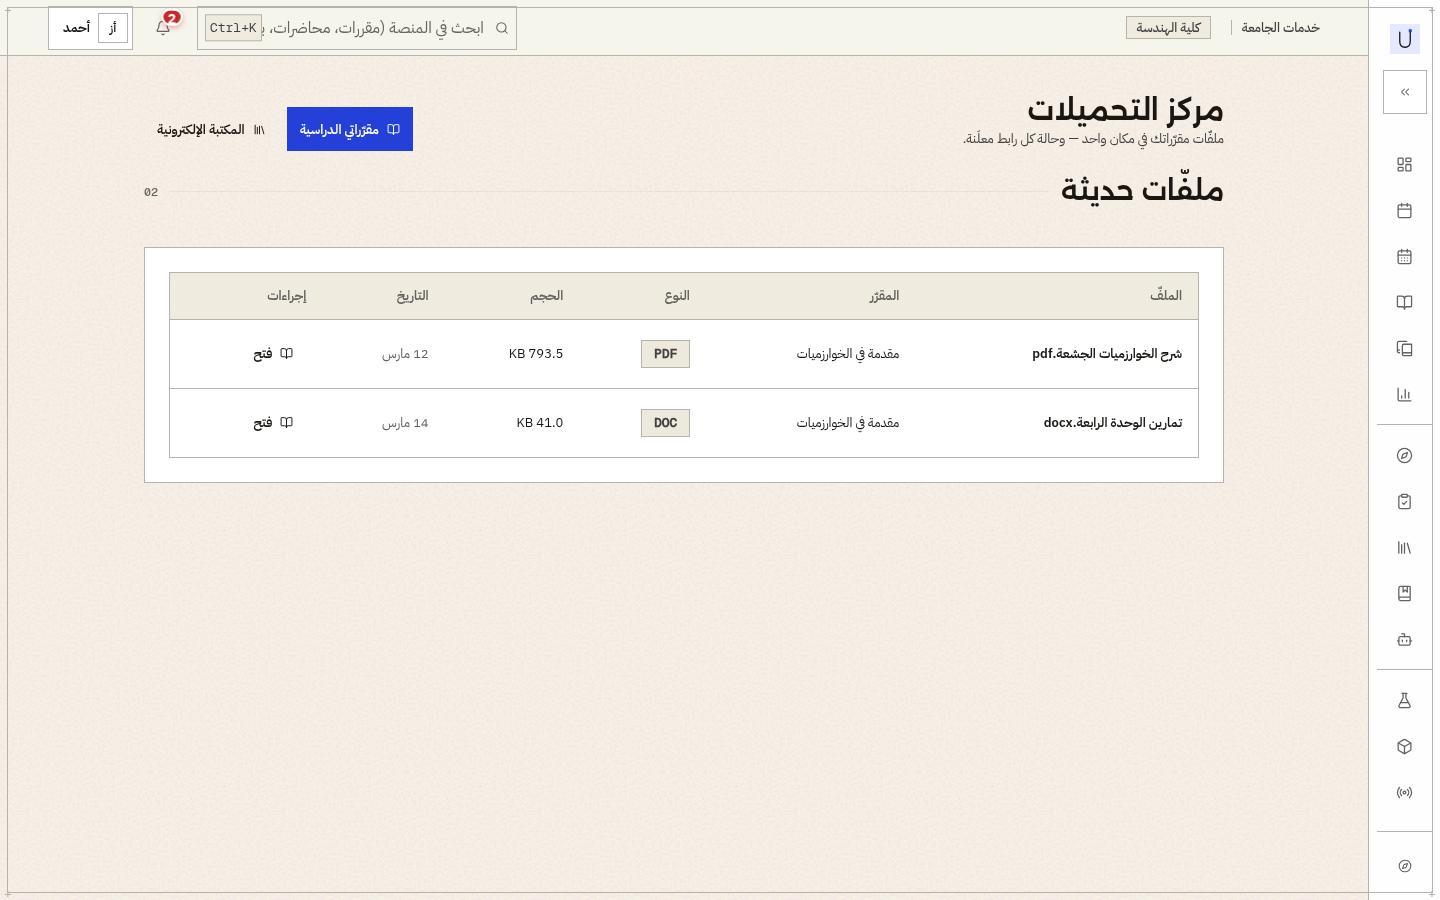 خدمات الجامعة
كلية الهندسة
ابحث في المنصة (مقررات، محاضرات، ب
Ctrl+K
2
أز
أحمد
مركز التحميلات
ملفّات مقرّراتك في مكان واحد — وحالة كل رابط معلَنة.
مقرّراتي الدراسية
المكتبة الإلكترونية
ملفّات حديثة
02
الملفّ المقرّر النوع الحجم التاريخ إجراءات
شرح الخوارزميات الجشعة.pdf مقدمة في الخوارزميات PDF 793.5 KB 12 مارس فتح
تمارين الوحدة الرابعة.docx مقدمة في الخوارزميات DOC 41.0 KB 14 مارس فتح